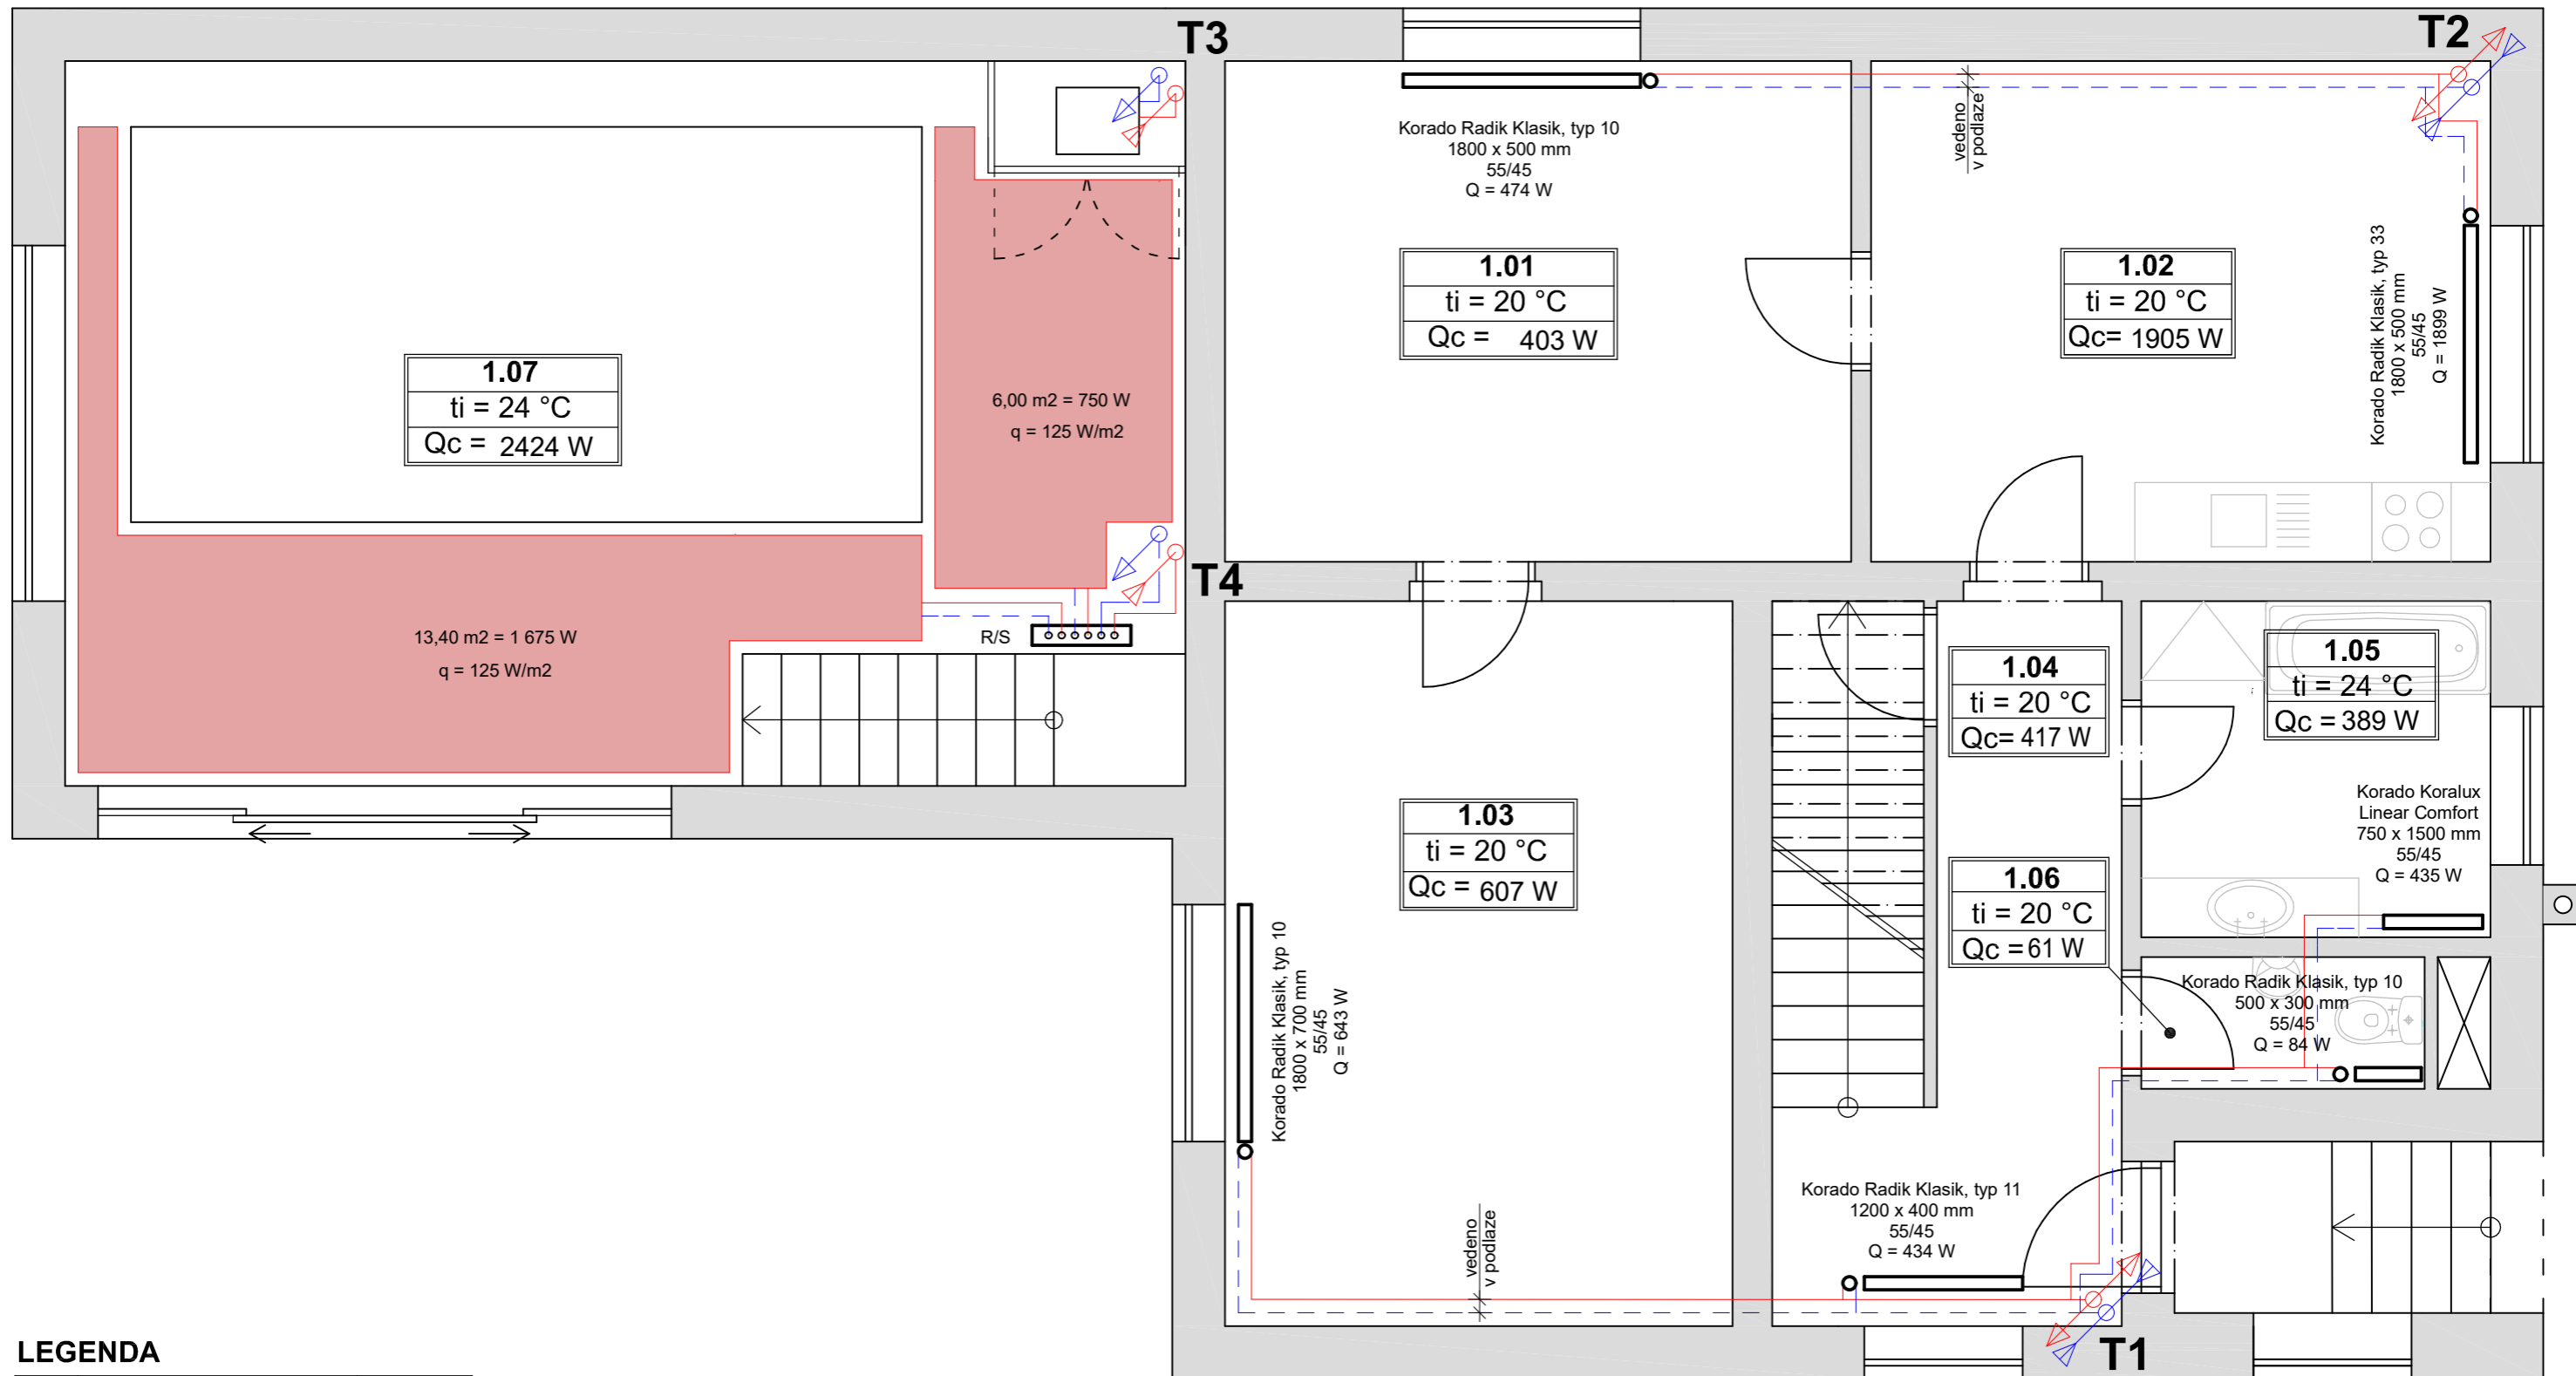 T3
T2
vedeno
v podlaze
Korado Radik Klasik, typ 10
1800 x 500 mm
55/45
Q = 474 W
1.01
ti = 20 °C
Qc = 403 W
1.02
ti = 20 °C
Qc= 1905 W
Korado Radik Klasik, typ 33
1800 x 500 mm
55/45
Q = 1899 W
1.07
ti = 24 °C
Qc = 2424 W
6,00 m2 = 750 W
q = 125 W/m2
T4
13,40 m2 = 1 675 W
q = 125 W/m2
R/S
1.04
ti = 20 °C
Qc= 417 W
1.05
ti = 24 °C
Qc = 389 W
Korado Koralux
Linear Comfort
750 x 1500 mm
55/45
Q = 435 W
1.03
ti = 20 °C
Qc = 607 W
1.06
ti = 20 °C
Qc = 61 W
Korado Radik Klasik, typ 10
1800 x 700 mm
55/45
Q = 643 W
Korado Radik Klasik, typ 10
500 x 300 mm
55/45
Q = 84 W
Korado Radik Klasik, typ 11
1200 x 400 mm
55/45
Q = 434 W
vedeno
v podlaze
T1
LEGENDA